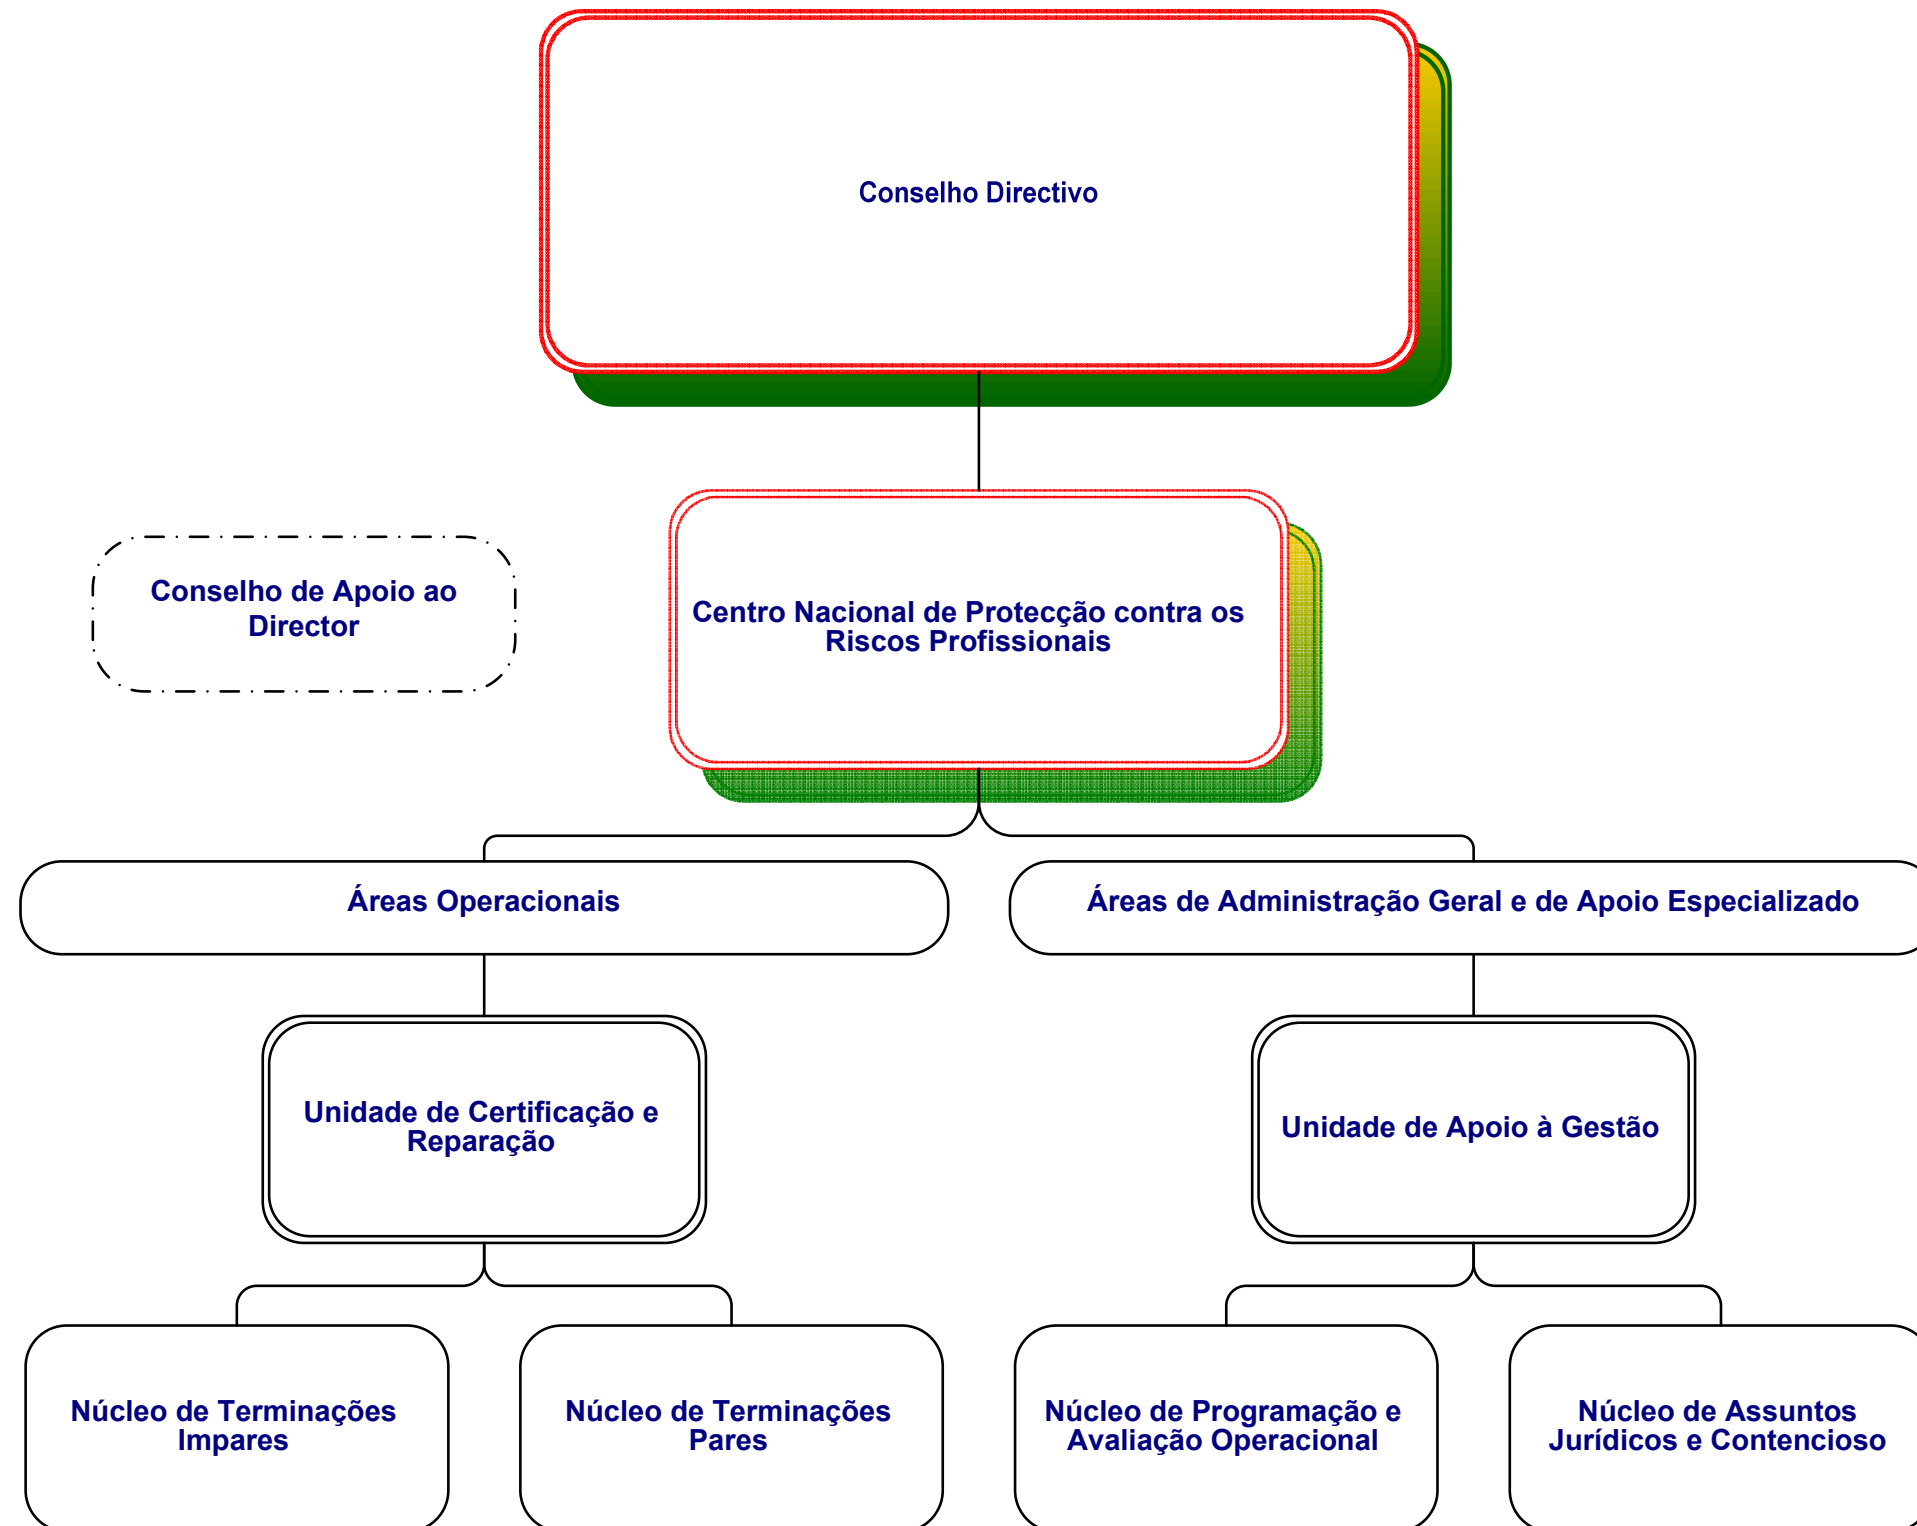 Conselho Directivo
Conselho de Apoio ao
Director
Centro Nacional de Protecção contra os
Riscos Profissionais
Áreas Operacionais
Áreas de Administração Geral e de Apoio Especializado
Unidade de Certificação e
Reparação
Unidade de Apoio à Gestão
Núcleo de Terminações
Impares
Núcleo de Terminações
Pares
Núcleo de Programação e
Avaliação Operacional
Núcleo de Assuntos
Jurídicos e Contencioso